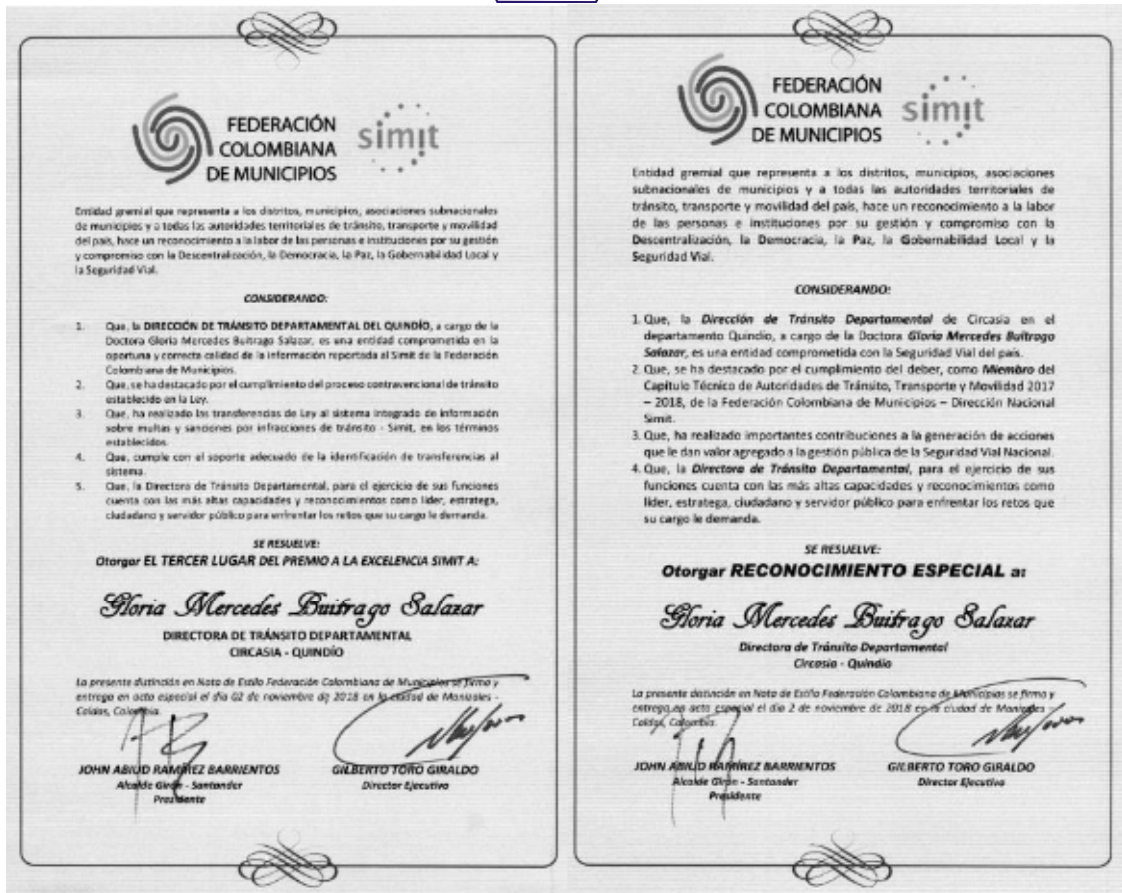 FEDERACIÓN
COLOMBIANA
DE MUNICIPIOS
simit
Entidad gremial que representa a los distritos, municipios, asociaciones subnacionales
de municipios y a todas las autoridades territoriales de tránsito, transporte y movilidad
del país, hace un reconocimiento a la labor de las personas e instituciones por su gestión
y compromiso con la Descentralización, la Democracia, la Paz, la Gobernabilidad Local y
la Seguridad Vial.
CONSIDERANDO:
1. Que, la DIRECCIÓN DE TRÁNSITO DEPARTAMENTAL DEL QUINDÍO, a cargo de la
Doctora Gloria Mercedes Buitrago Salazar, es una entidad comprometida en la
oportuna y correcta calidad de la información reportada al Simit de la Federación
Colombiana de Municipios.
2. Que, se ha destacado por el cumplimiento del proceso contravencional de tránsito
establecido en la Ley.
3. Que, ha realizado las transferencias de Ley al sistema integrado de información
sobre multas y sanciones por infracciones de tránsito - Simit, en los términos
establecidos.
4. Que, cumple con el soporte adecuado de la identificación de transferencias al
sistema.
5. Que, la Directora de Tránsito Departamental, para el ejercicio de sus funciones
cuenta con las más altas capacidades y reconocimientos como líder, estratega,
ciudadano y servidor público para enfrentar los retos que su cargo le demanda.
SE RESUELVE:
Otorgar EL TERCER LUGAR DEL PREMIO A LA EXCELENCIA SIMIT A:
Gloria Mercedes Buitrago Salazar
DIRECTORA DE TRÁNSITO DEPARTAMENTAL
CIRCASIA - QUINDÍO
La presente distinción en Nota de Estilo Federación Colombiana de Municipios se firma y
entrega en acto especial el día 02 de noviembre de 2018 en la ciudad de Manizales -
Caldas, Colombia.
JOHN ABIUD RAMÍREZ BARRIENTOS
Alcalde Girón - Santander
Presidente
GILBERTO TORO GIRALDO
Director Ejecutivo
FEDERACIÓN
COLOMBIANA
DE MUNICIPIOS
simit
Entidad gremial que representa a los distritos, municipios, asociaciones
subnacionales de municipios y a todas las autoridades territoriales de
tránsito, transporte y movilidad del país, hace un reconocimiento a la labor
de las personas e instituciones por su gestión y compromiso con la
Descentralización, la Democracia, la Paz, la Gobernabilidad Local y la
Seguridad Vial.
CONSIDERANDO:
1. Que, la Dirección de Tránsito Departamental de Circasia en el
departamento Quindío, a cargo de la Doctora Gloria Mercedes Buitrago
Salazar, es una entidad comprometida con la Seguridad Vial del país.
2. Que, se ha destacado por el cumplimiento del deber, como Miembro del
Capítulo Técnico de Autoridades de Tránsito, Transporte y Movilidad 2017
– 2018, de la Federación Colombiana de Municipios – Dirección Nacional
Simit.
3. Que, ha realizado importantes contribuciones a la generación de acciones
que le dan valor agregado a la gestión pública de la Seguridad Vial Nacional.
4. Que, la Directora de Tránsito Departamental, para el ejercicio de sus
funciones cuenta con las más altas capacidades y reconocimientos como
líder, estratega, ciudadano y servidor público para enfrentar los retos que
su cargo le demanda.
SE RESUELVE:
Otorgar RECONOCIMIENTO ESPECIAL a:
Gloria Mercedes Buitrago Salazar
Directora de Tránsito Departamental
Circasia - Quindío
La presente distinción en Nota de Estilo Federación Colombiana de Municipios se firma y
entrega en acto especial el día 2 de noviembre de 2018 en la ciudad de Manizales -
Caldas, Colombia.
JOHN ABIUD RAMÍREZ BARRIENTOS
Alcalde Girón - Santander
Presidente
GILBERTO TORO GIRALDO
Director Ejecutivo